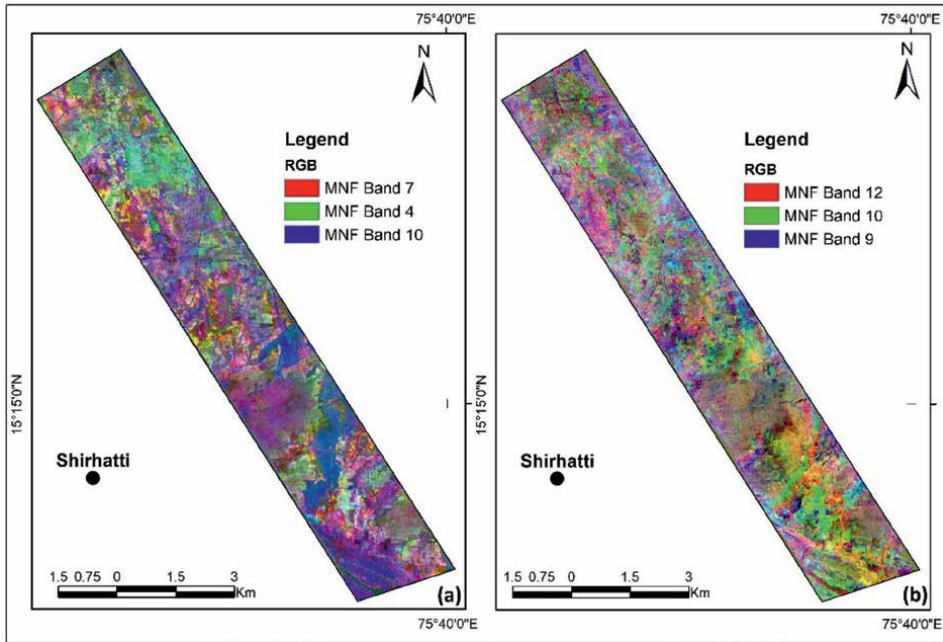 75°40'0"E
N
Legend
RGB
MNF Band 7
MNF Band 4
MNF Band 10
15°15'0"N
Shirhatti
1.5 0.75 0 1.5 3
Km
(a)
75°40'0"E
75°40'0"E
N
Legend
RGB
MNF Band 12
MNF Band 10
MNF Band 9
15°15'0"N
Shirhatti
1.5 0.75 0 1.5 3
Km
(b)
75°40'0"E